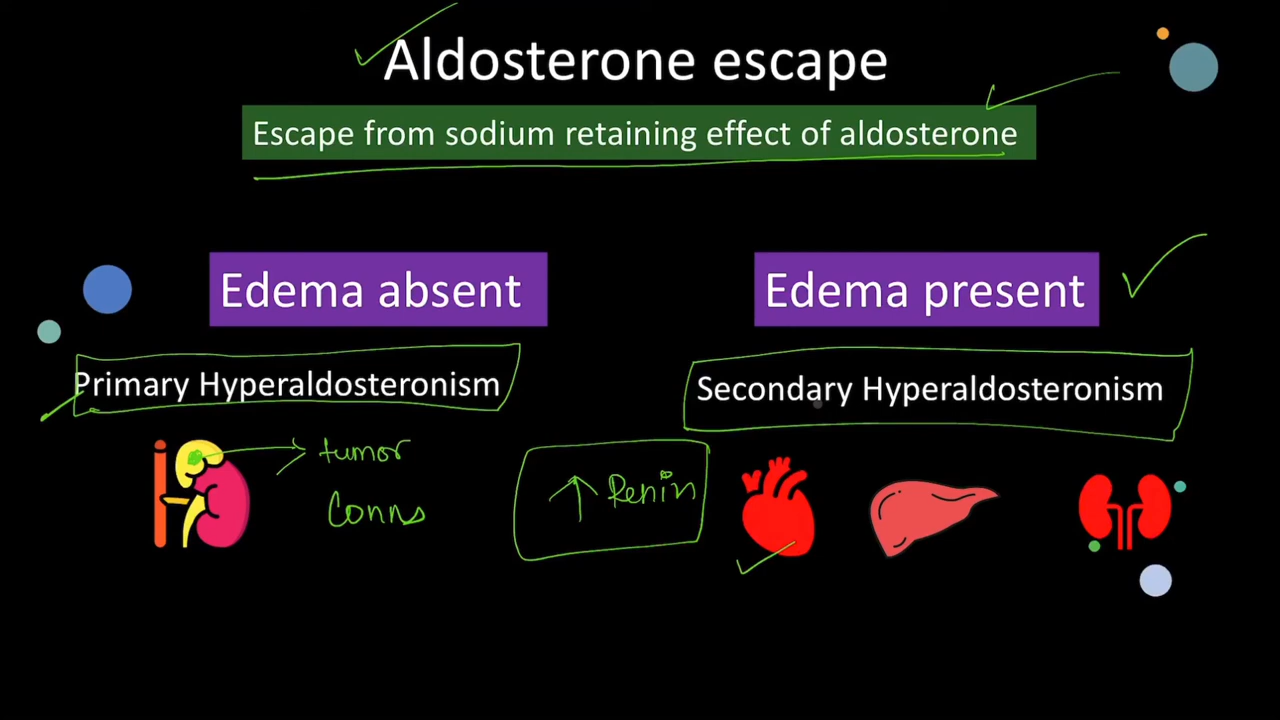 Aldosterone escape
Escape from sodium retaining effect of aldosterone
Edema absent
Edema present
Primary Hyperaldosteronism
Secondary Hyperaldosteronism
tumor
Conns
↑ Renin